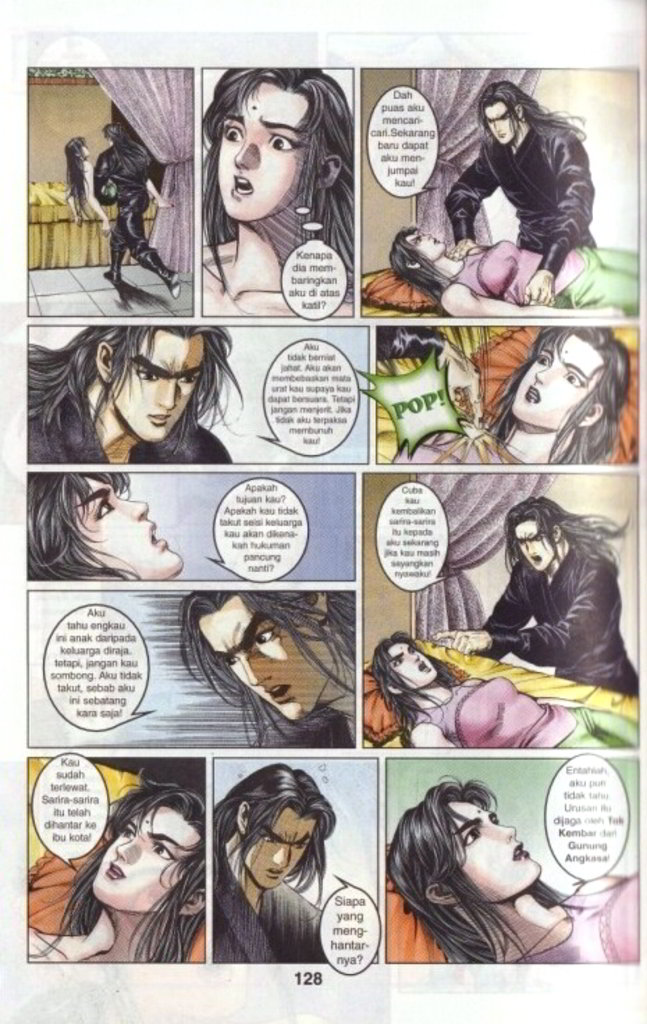 Kenapa
dia mem-
baringkan
aku di atas
katil?
Dah
puas aku
mencari-
cari.Sekarang
baru dapat
aku men-
jumpai
kau!
Aku
tidak berniat
jahat. Aku akan
membebaskan mata
urat kau supaya kau
dapat bersuara. Tetapi
jangan menjerit. Jika
tidak aku terpaksa
membunuh
kau!
POP!
Apakah
tujuan kau?
Apakah kau tidak
takut seisi keluarga
kau akan dikena-
kah hukuman
pancung
nanti?
Cuba
kau
kembalikan
sarira-sarira
itu kepada
aku sekarang
jika kau masih
sayangkan
nyawaku!
Aku
tahu engkau
ini anak daripada
keluarga diraja.
tetapi, jangan kau
sombong. Aku tidak
takut, sebab aku
ini sebatang
kara saja!
Kau
sudah
terlewat.
Sarira-sarira
itu telah
dihantar ke
ibu kota!
Siapa
yang
meng-
hantar-
nya?
Entahlah,
aku pun
tidak tahu.
Urusan itu
dijaga oleh Tok
Kembar dari
Gunung
Angkasa!
128